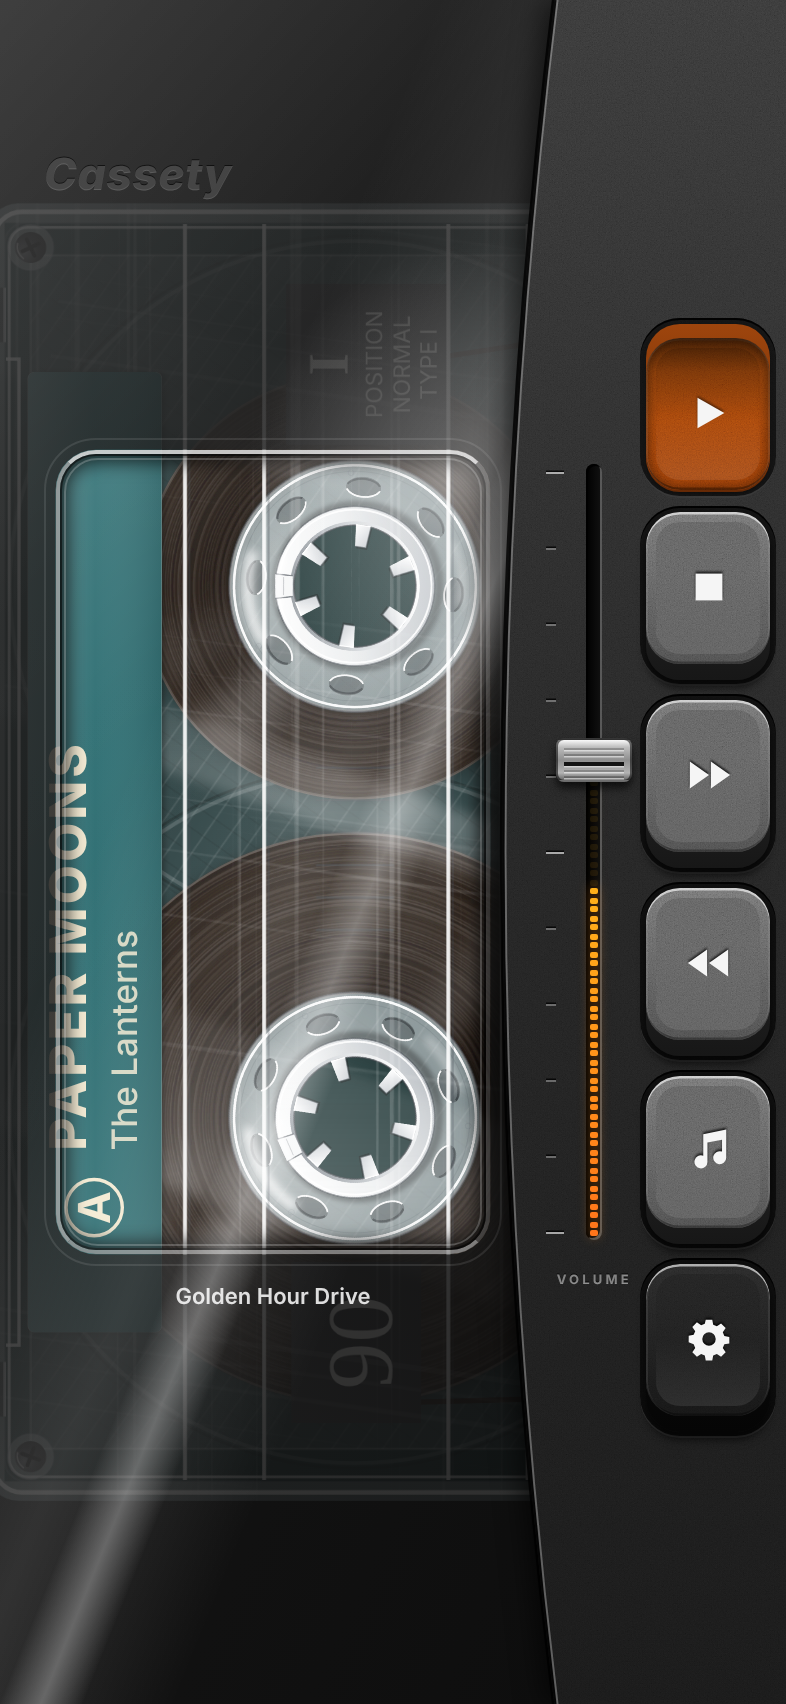 Cassety
I
POSITION
NORMAL
TYPE I
PAPER MOONS
The Lanterns
A
Golden Hour Drive
90
VOLUME